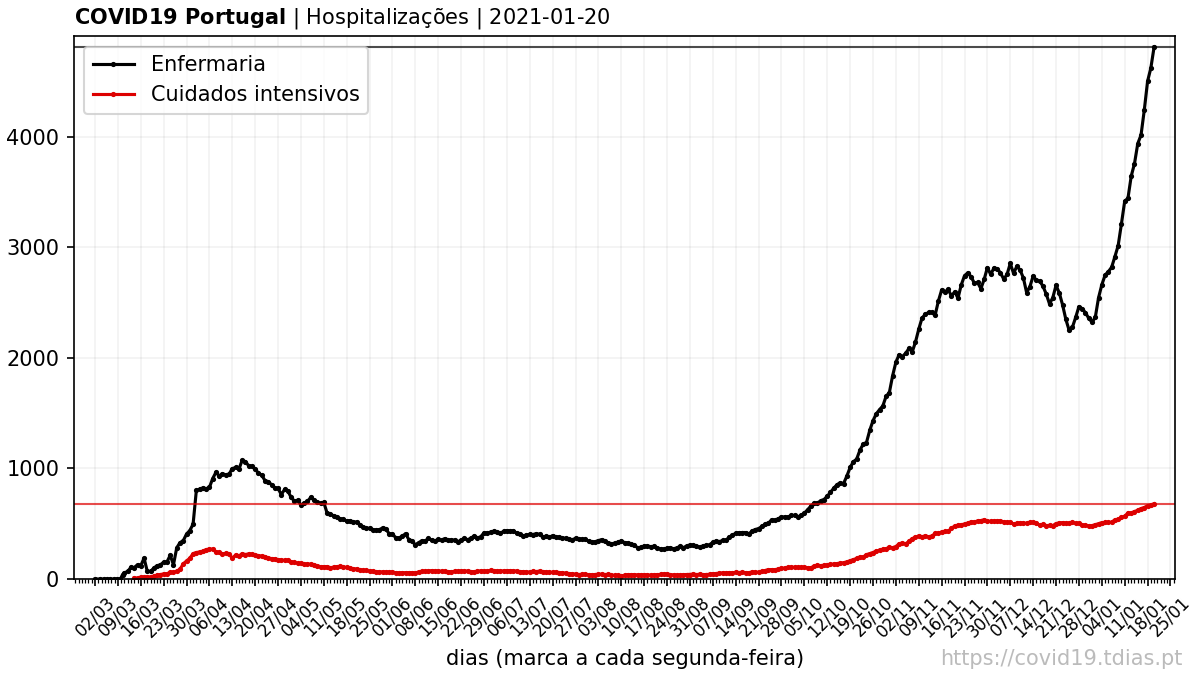 COVID19 Portugal | Hospitalizações | 2021-01-20
Enfermaria
Cuidados intensivos
4000
3000
2000
1000
0
02/03 09/03 16/03 23/03 30/03 06/04 13/04 20/04 27/04 04/05 11/05 18/05 25/05 01/06 08/06 15/06 22/06 29/06 06/07 13/07 20/07 27/07 03/08 10/08 17/08 24/08 31/08 07/09 14/09 21/09 28/09 05/10 12/10 19/10 26/10 02/11 09/11 16/11 23/11 30/11 07/12 14/12 21/12 28/12 04/01 11/01 18/01 25/01
dias (marca a cada segunda-feira)
https://covid19.tdias.pt